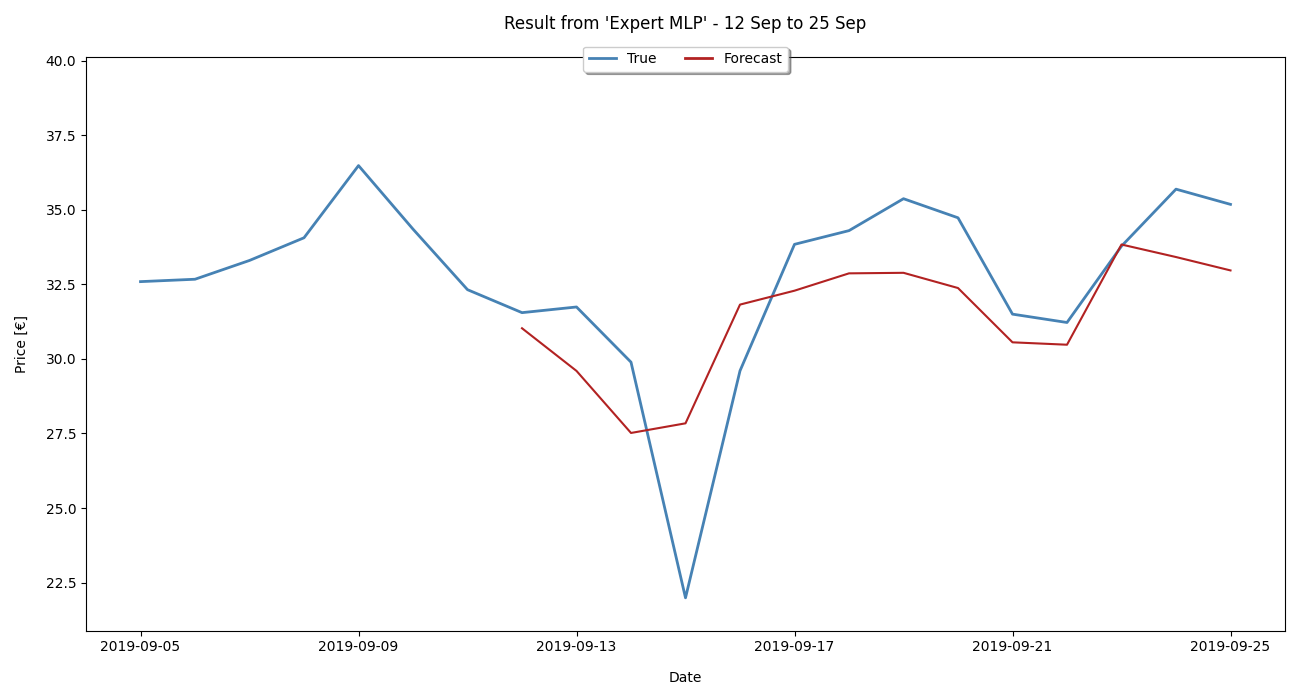 Result from 'Expert MLP' - 12 Sep to 25 Sep
True Forecast
40.0
37.5
35.0
32.5
30.0
27.5
25.0
22.5
Price [€]
2019-09-05 2019-09-09 2019-09-13 2019-09-17 2019-09-21 2019-09-25
Date